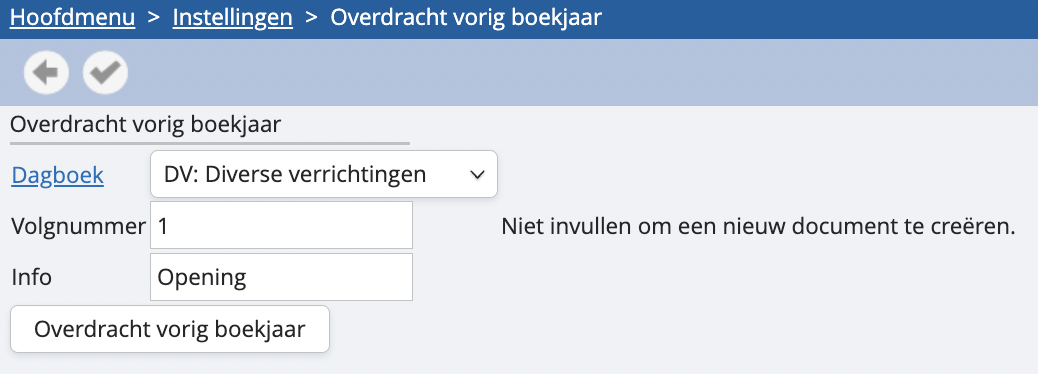 Hoofdmenu > Instellingen > Overdracht vorig boekjaar
Overdracht vorig boekjaar
Dagboek DV: Diverse verrichtingen
Volgnummer 1 Niet invullen om een nieuw document te creëren.
Info Opening
Overdracht vorig boekjaar